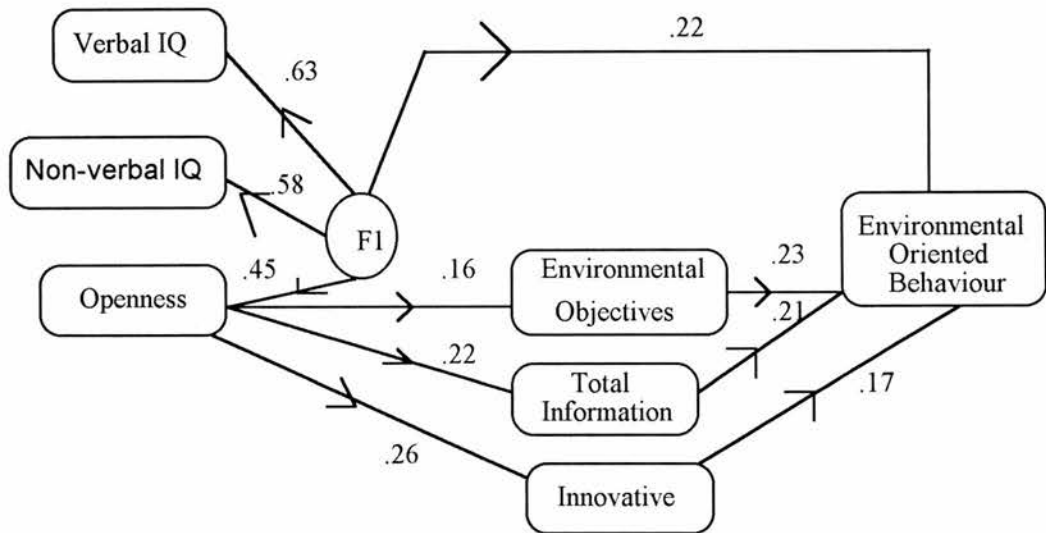 Verbal IQ
.63
.22
Non-verbal IQ
.58
F1
.45
Openness
.16
Environmental
Objectives
.23
Environmental
Oriented
Behaviour
.21
.22
Total
Information
.17
.26
Innovative